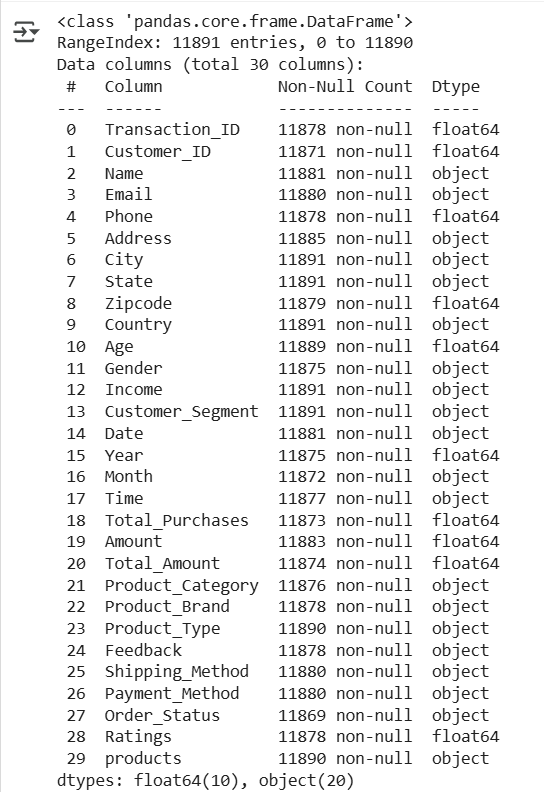 <class 'pandas.core.frame.DataFrame'>
RangeIndex: 11891 entries, 0 to 11890
Data columns (total 30 columns):
 #   Column             Non-Null Count  Dtype
---  ------             --------------  -----
 0   Transaction_ID     11878 non-null  float64
 1   Customer_ID        11871 non-null  float64
 2   Name               11881 non-null  object
 3   Email              11880 non-null  object
 4   Phone              11878 non-null  float64
 5   Address            11885 non-null  object
 6   City               11891 non-null  object
 7   State              11891 non-null  object
 8   Zipcode            11879 non-null  float64
 9   Country            11891 non-null  object
 10  Age                11889 non-null  float64
 11  Gender             11875 non-null  object
 12  Income             11891 non-null  object
 13  Customer_Segment   11891 non-null  object
 14  Date               11881 non-null  object
 15  Year               11875 non-null  float64
 16  Month              11872 non-null  object
 17  Time               11877 non-null  object
 18  Total_Purchases    11873 non-null  float64
 19  Amount             11883 non-null  float64
 20  Total_Amount       11874 non-null  float64
 21  Product_Category   11876 non-null  object
 22  Product_Brand      11878 non-null  object
 23  Product_Type       11890 non-null  object
 24  Feedback           11878 non-null  object
 25  Shipping_Method    11880 non-null  object
 26  Payment_Method     11880 non-null  object
 27  Order_Status       11869 non-null  object
 28  Ratings            11878 non-null  float64
 29  products           11890 non-null  object
dtypes: float64(10), object(20)